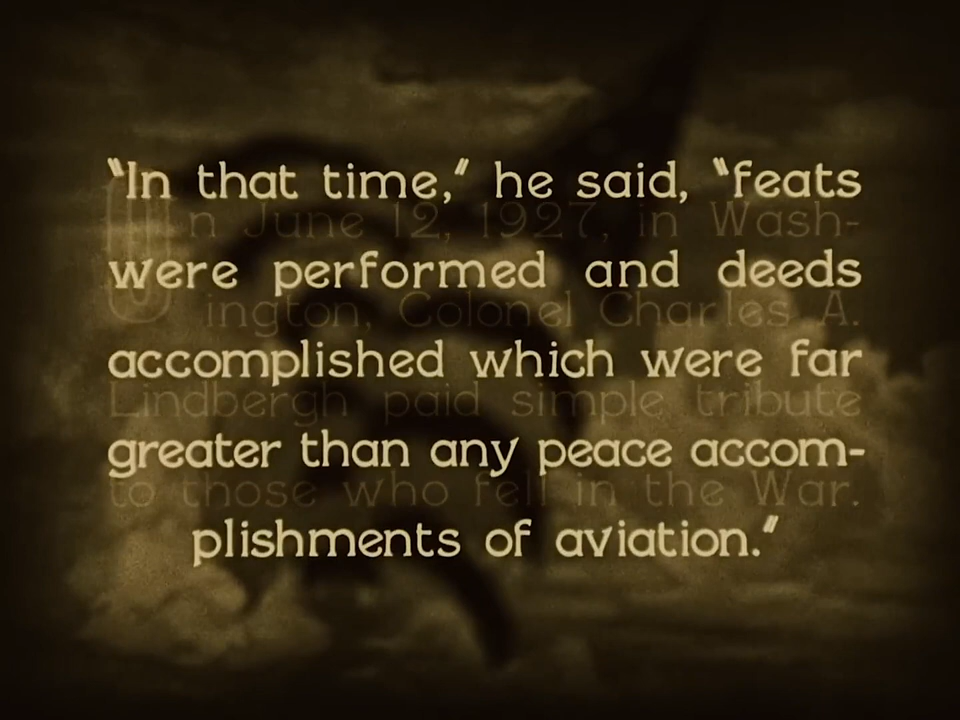 "In that time," he said, "feats
On June 12, 1927, in Wash-
were performed and deeds
ington, Colonel Charles A.
accomplished which were far
Lindbergh paid simple tribute
greater than any peace accom-
to those who fell in the War.
plishments of aviation."